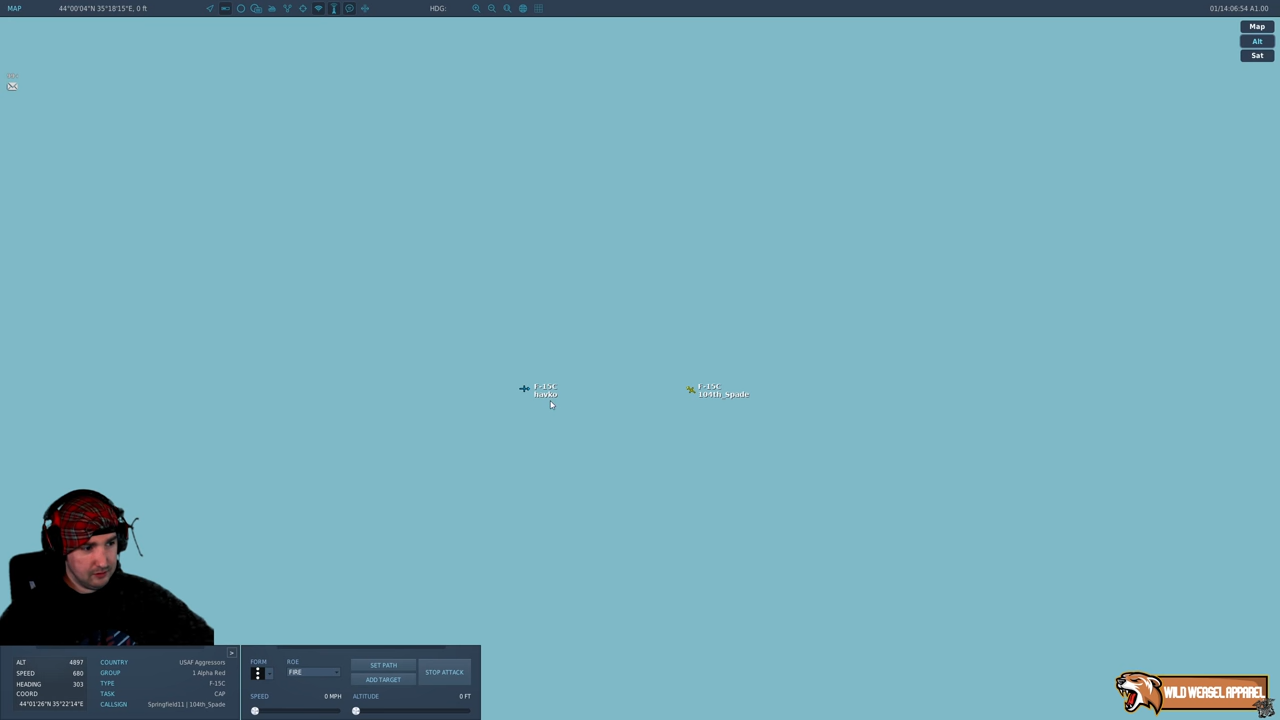 MAP
44°00'04"N 35°18'15"E, 0 ft
HDG:
01/14:06:54 A1.00
Map
Alt
Sat
F-15C
havko
F-15C
104th_Spade
>
ALT 4897
SPEED 680
HEADING 303
COORD
44°01'26"N 35°22'14"E
COUNTRY USAF Aggressors
GROUP 1 Alpha Red
TYPE F-15C
TASK CAP
CALLSIGN Springfield11 | 104th_Spade
FORM
ROE
FIRE
SET PATH
ADD TARGET
STOP ATTACK
SPEED 0 MPH
ALTITUDE 0 FT
WILD WEASEL APPAREL